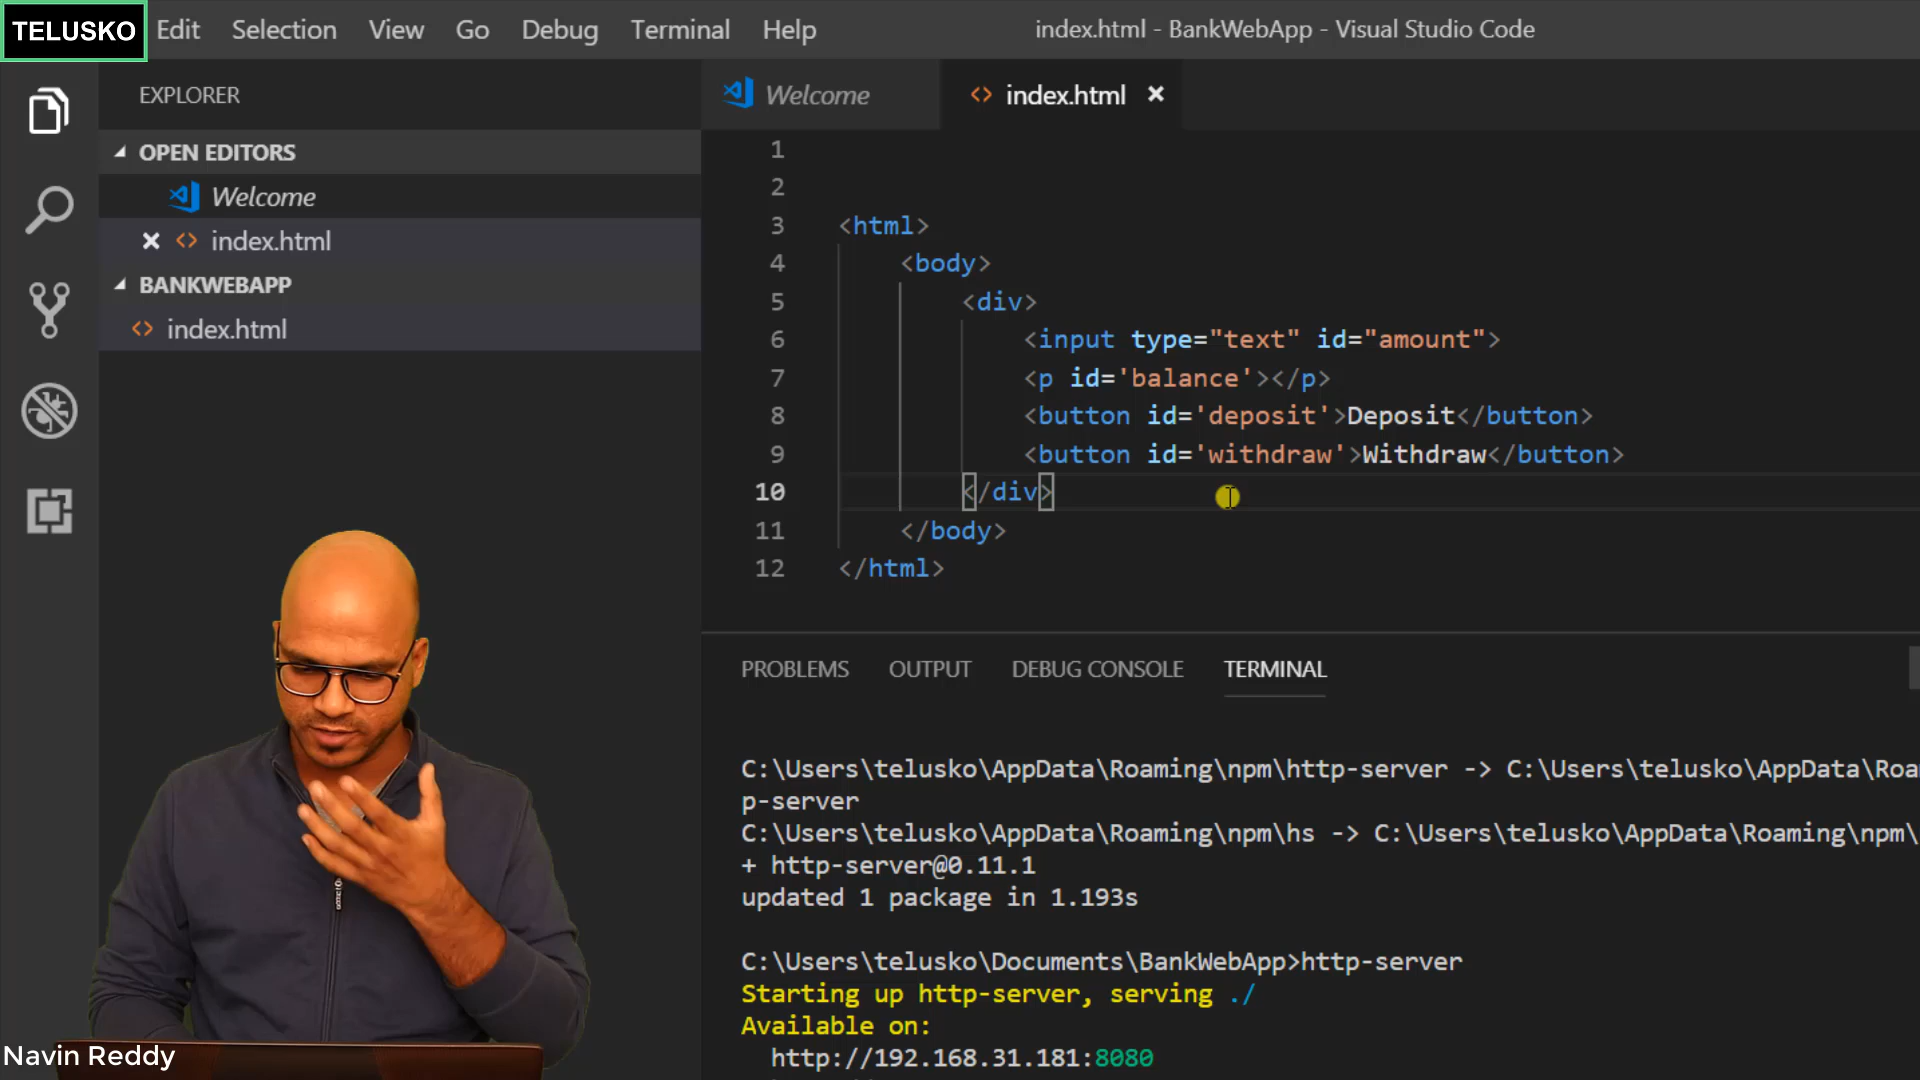 TELUSKO
Edit Selection View Go Debug Terminal Help
index.html - BankWebApp - Visual Studio Code
EXPLORER
OPEN EDITORS
Welcome
index.html
BANKWEBAPP
index.html
Welcome
index.html
1
2
3 <html>
4 <body>
5 <div>
6 <input type="text" id="amount">
7 <p id='balance'></p>
8 <button id='deposit'>Deposit</button>
9 <button id='withdraw'>Withdraw</button>
10 </div>
11 </body>
12 </html>
PROBLEMS OUTPUT DEBUG CONSOLE TERMINAL
C:\Users\telusko\AppData\Roaming\npm\http-server -> C:\Users\telusko\AppData\Roa
p-server
C:\Users\telusko\AppData\Roaming\npm\hs -> C:\Users\telusko\AppData\Roaming\npm\
+ http-server@0.11.1
updated 1 package in 1.193s
C:\Users\telusko\Documents\BankWebApp>http-server
Starting up http-server, serving ./
Available on:
http://192.168.31.181:8080
Navin Reddy